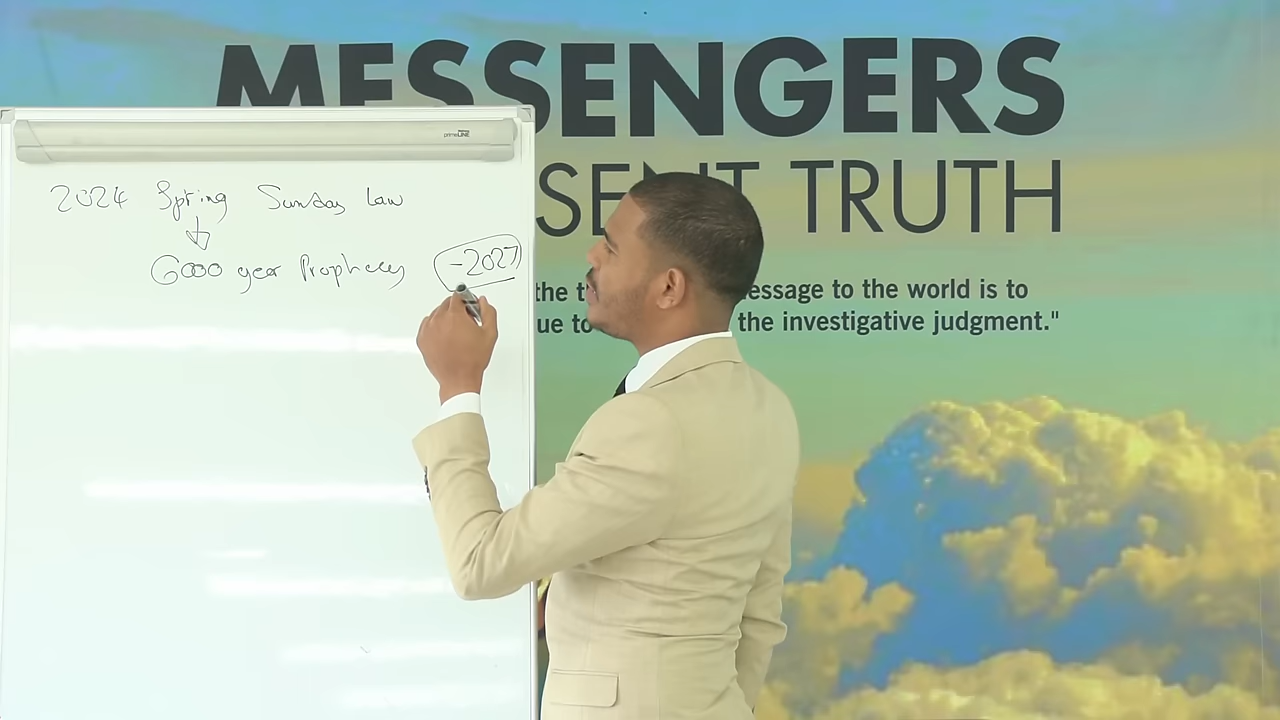 MESSENGERS
SENT TRUTH
the t essage to the world is to
ue to the investigative judgment."
primeLINE
2024 Spring Sunday Law
6000 year Prophecy -2027